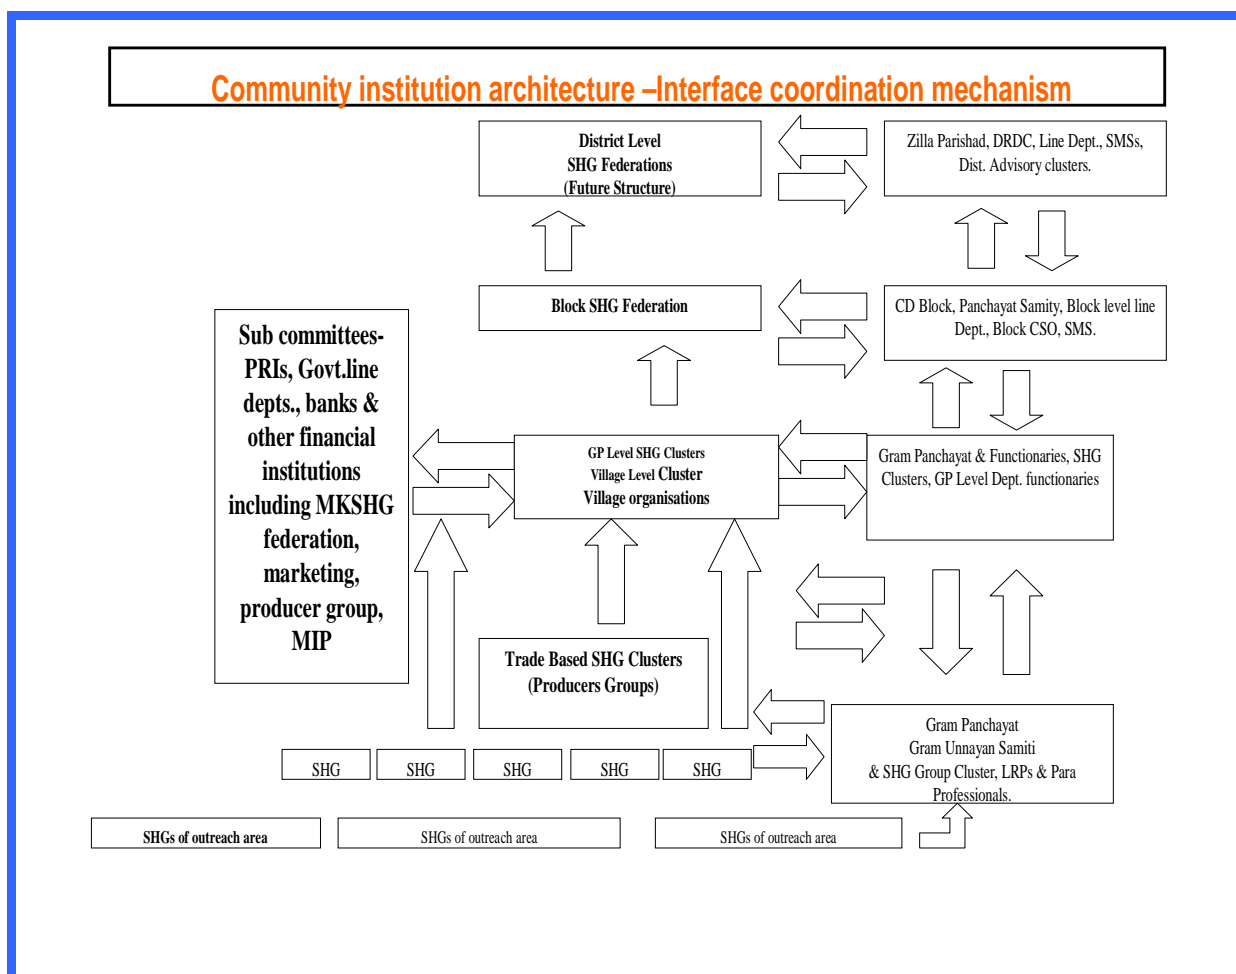 Community institution architecture –Interface coordination mechanism
District Level
SHG Federations
(Future Structure)
Zilla Parishad, DRDC, Line Dept., SMSs,
Dist. Advisory clusters.
Block SHG Federation
CD Block, Panchayat Samity, Block level line
Dept., Block CSO, SMS.
Sub committees-
PRIs, Govt.line
depts., banks &
other financial
institutions
including MKSHG
federation,
marketing,
producer group,
MIP
GP Level SHG Clusters
Village Level Cluster
Village organisations
Gram Panchayat & Functionaries, SHG
Clusters, GP Level Dept. functionaries
Trade Based SHG Clusters
(Producers Groups)
Gram Panchayat
Gram Unnayan Samiti
& SHG Group Cluster, LRPs & Para
Professionals.
SHG
SHG
SHG
SHG
SHG
SHGs of outreach area
SHGs of outreach area
SHGs of outreach area